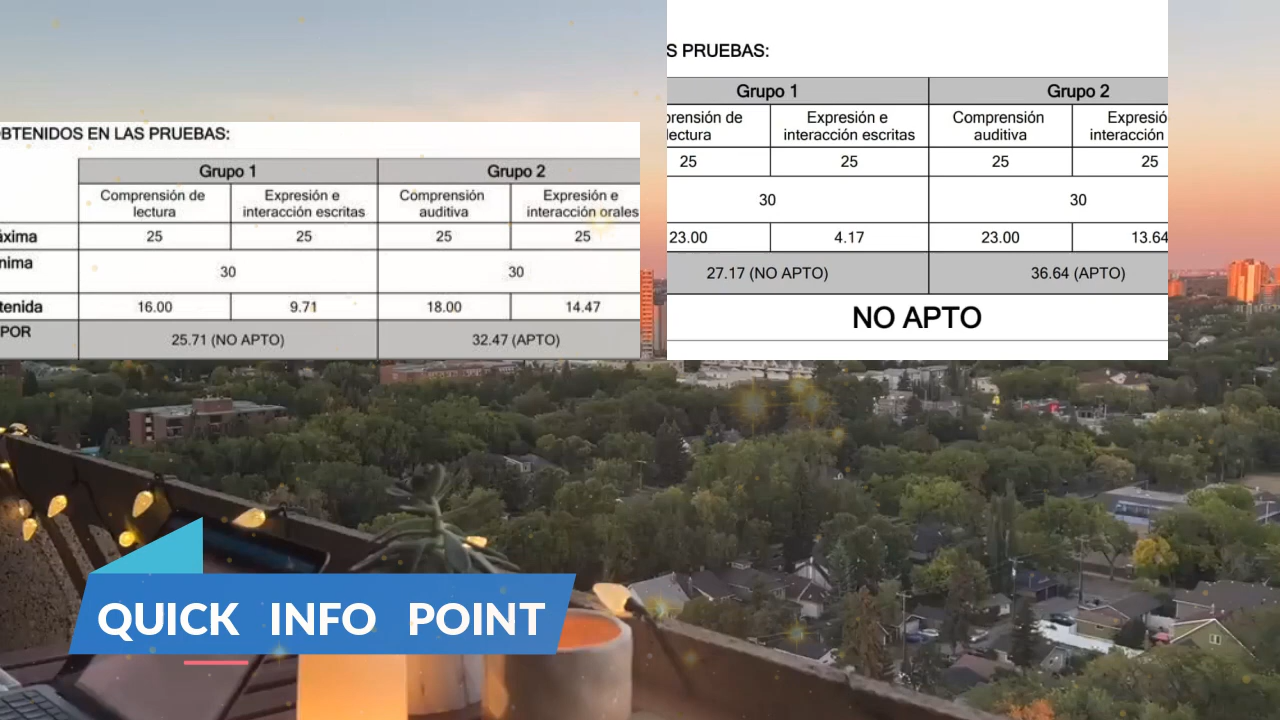 BTENIDOS EN LAS PRUEBAS:
Grupo 1 Grupo 2
Comprensión de Expresión e Comprensión Expresión e
lectura interacción escritas auditiva interacción orales
áxima 25 25 25 25
nima
30 30
tenida 16.00 9.71 18.00 14.47
POR
25.71 (NO APTO) 32.47 (APTO)
S PRUEBAS:
Grupo 1 Grupo 2
rensión de Expresión e Comprensión Expresió
lectura interacción escritas auditiva interacción
25 25 25 25
30 30
23.00 4.17 23.00 13.64
27.17 (NO APTO) 36.64 (APTO)
NO APTO
QUICK INFO POINT